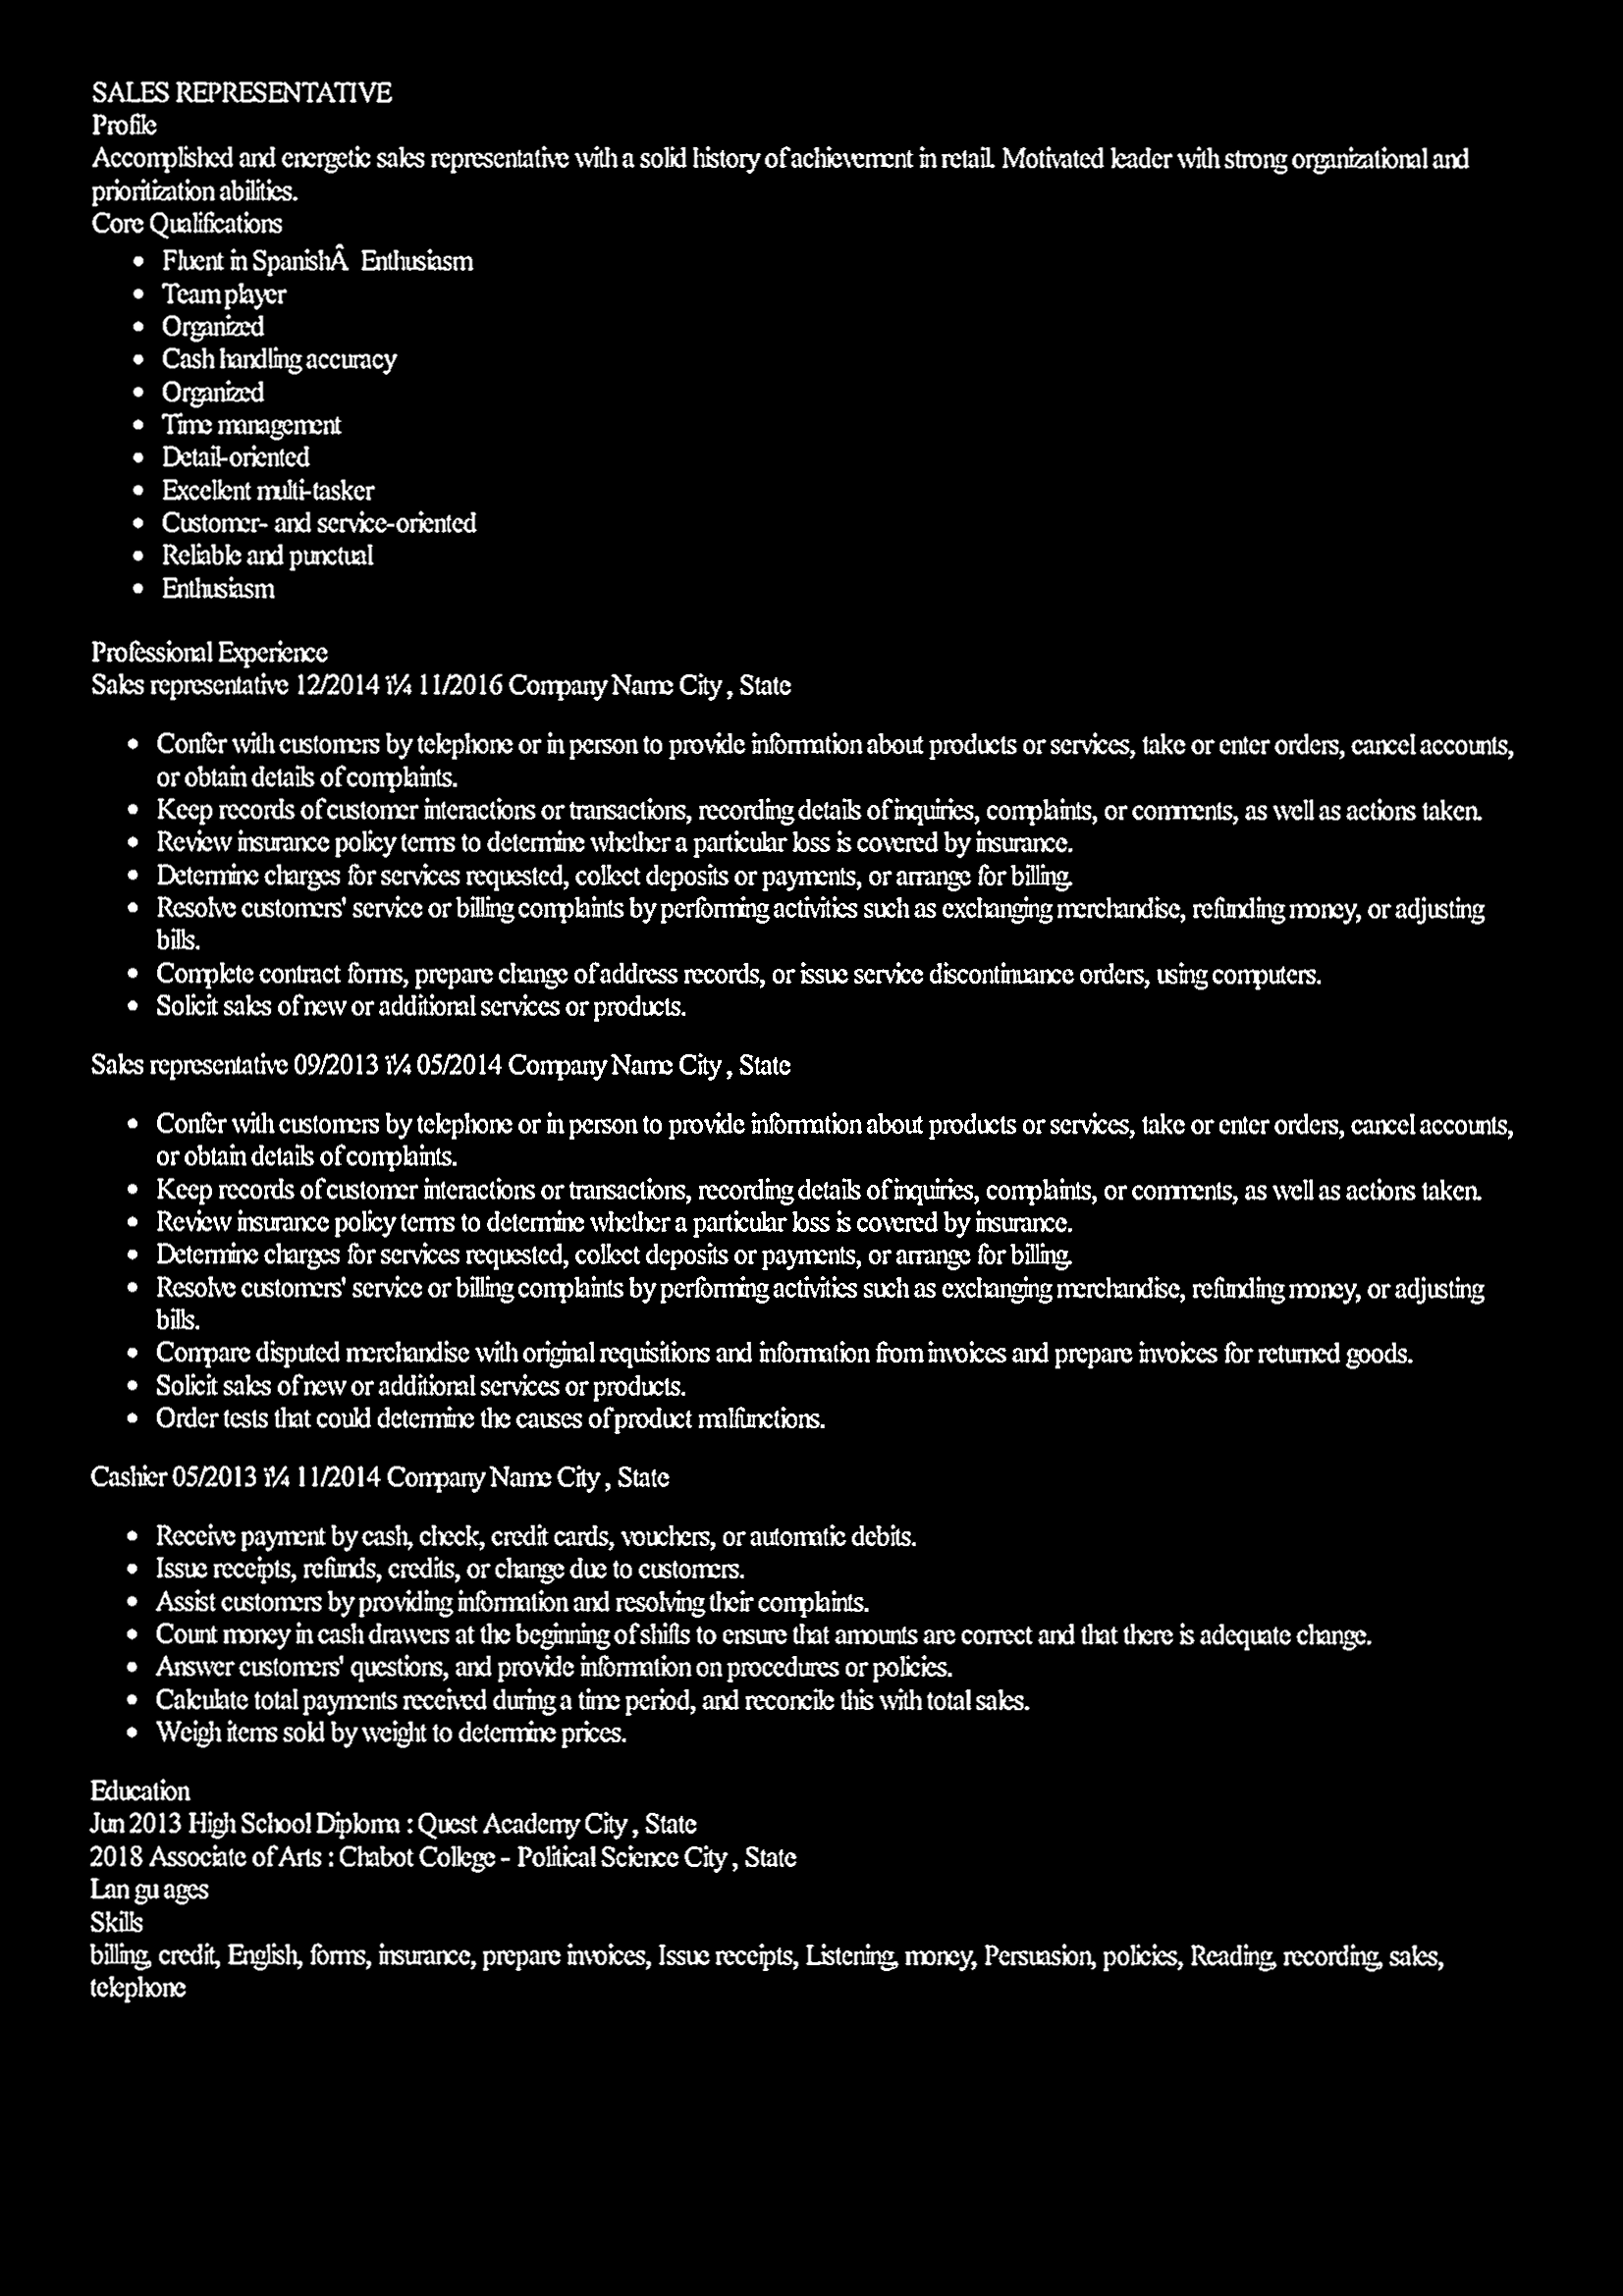 SALES REPRESENTATIVE
Profile
Accomplished and energetic sales representative with a solid history of achievement in retail. Motivated leader with strong organizational and
prioritization abilities.
Core Qualifications
• Fluent in SpanishÂ  Enthusiasm
• Team player
• Organized
• Cash handling accuracy
• Organized
• Time management
• Detail-oriented
• Excellent multi-tasker
• Customer- and service-oriented
• Reliable and punctual
• Enthusiasm
Professional Experience
Sales representative 12/2014 ï¼ 11/2016 Company Name City , State
• Confer with customers by telephone or in person to provide information about products or services, take or enter orders, cancel accounts,
or obtain details of complaints.
• Keep records of customer interactions or transactions, recording details of inquiries, complaints, or comments, as well as actions taken.
• Review insurance policy terms to determine whether a particular loss is covered by insurance.
• Determine charges for services requested, collect deposits or payments, or arrange for billing.
• Resolve customers' service or billing complaints by performing activities such as exchanging merchandise, refunding money, or adjusting
bills.
• Complete contract forms, prepare change of address records, or issue service discontinuance orders, using computers.
• Solicit sales of new or additional services or products.
Sales representative 09/2013 ï¼ 05/2014 Company Name City , State
• Confer with customers by telephone or in person to provide information about products or services, take or enter orders, cancel accounts,
or obtain details of complaints.
• Keep records of customer interactions or transactions, recording details of inquiries, complaints, or comments, as well as actions taken.
• Review insurance policy terms to determine whether a particular loss is covered by insurance.
• Determine charges for services requested, collect deposits or payments, or arrange for billing.
• Resolve customers' service or billing complaints by performing activities such as exchanging merchandise, refunding money, or adjusting
bills.
• Compare disputed merchandise with original requisitions and information from invoices and prepare invoices for returned goods.
• Solicit sales of new or additional services or products.
• Order tests that could determine the causes of product malfunctions.
Cashier 05/2013 ï¼ 11/2014 Company Name City , State
• Receive payment by cash, check, credit cards, vouchers, or automatic debits.
• Issue receipts, refunds, credits, or change due to customers.
• Assist customers by providing information and resolving their complaints.
• Count money in cash drawers at the beginning of shifts to ensure that amounts are correct and that there is adequate change.
• Answer customers' questions, and provide information on procedures or policies.
• Calculate total payments received during a time period, and reconcile this with total sales.
• Weigh items sold by weight to determine prices.
Education
Jun 2013 High School Diploma : Quest Academy City , State
2018 Associate of Arts : Chabot College - Political Science City , State
Lan gu ages
Skills
billing, credit, English, forms, insurance, prepare invoices, Issue receipts, Listening, money, Persuasion, policies, Reading, recording, sales,
telephone